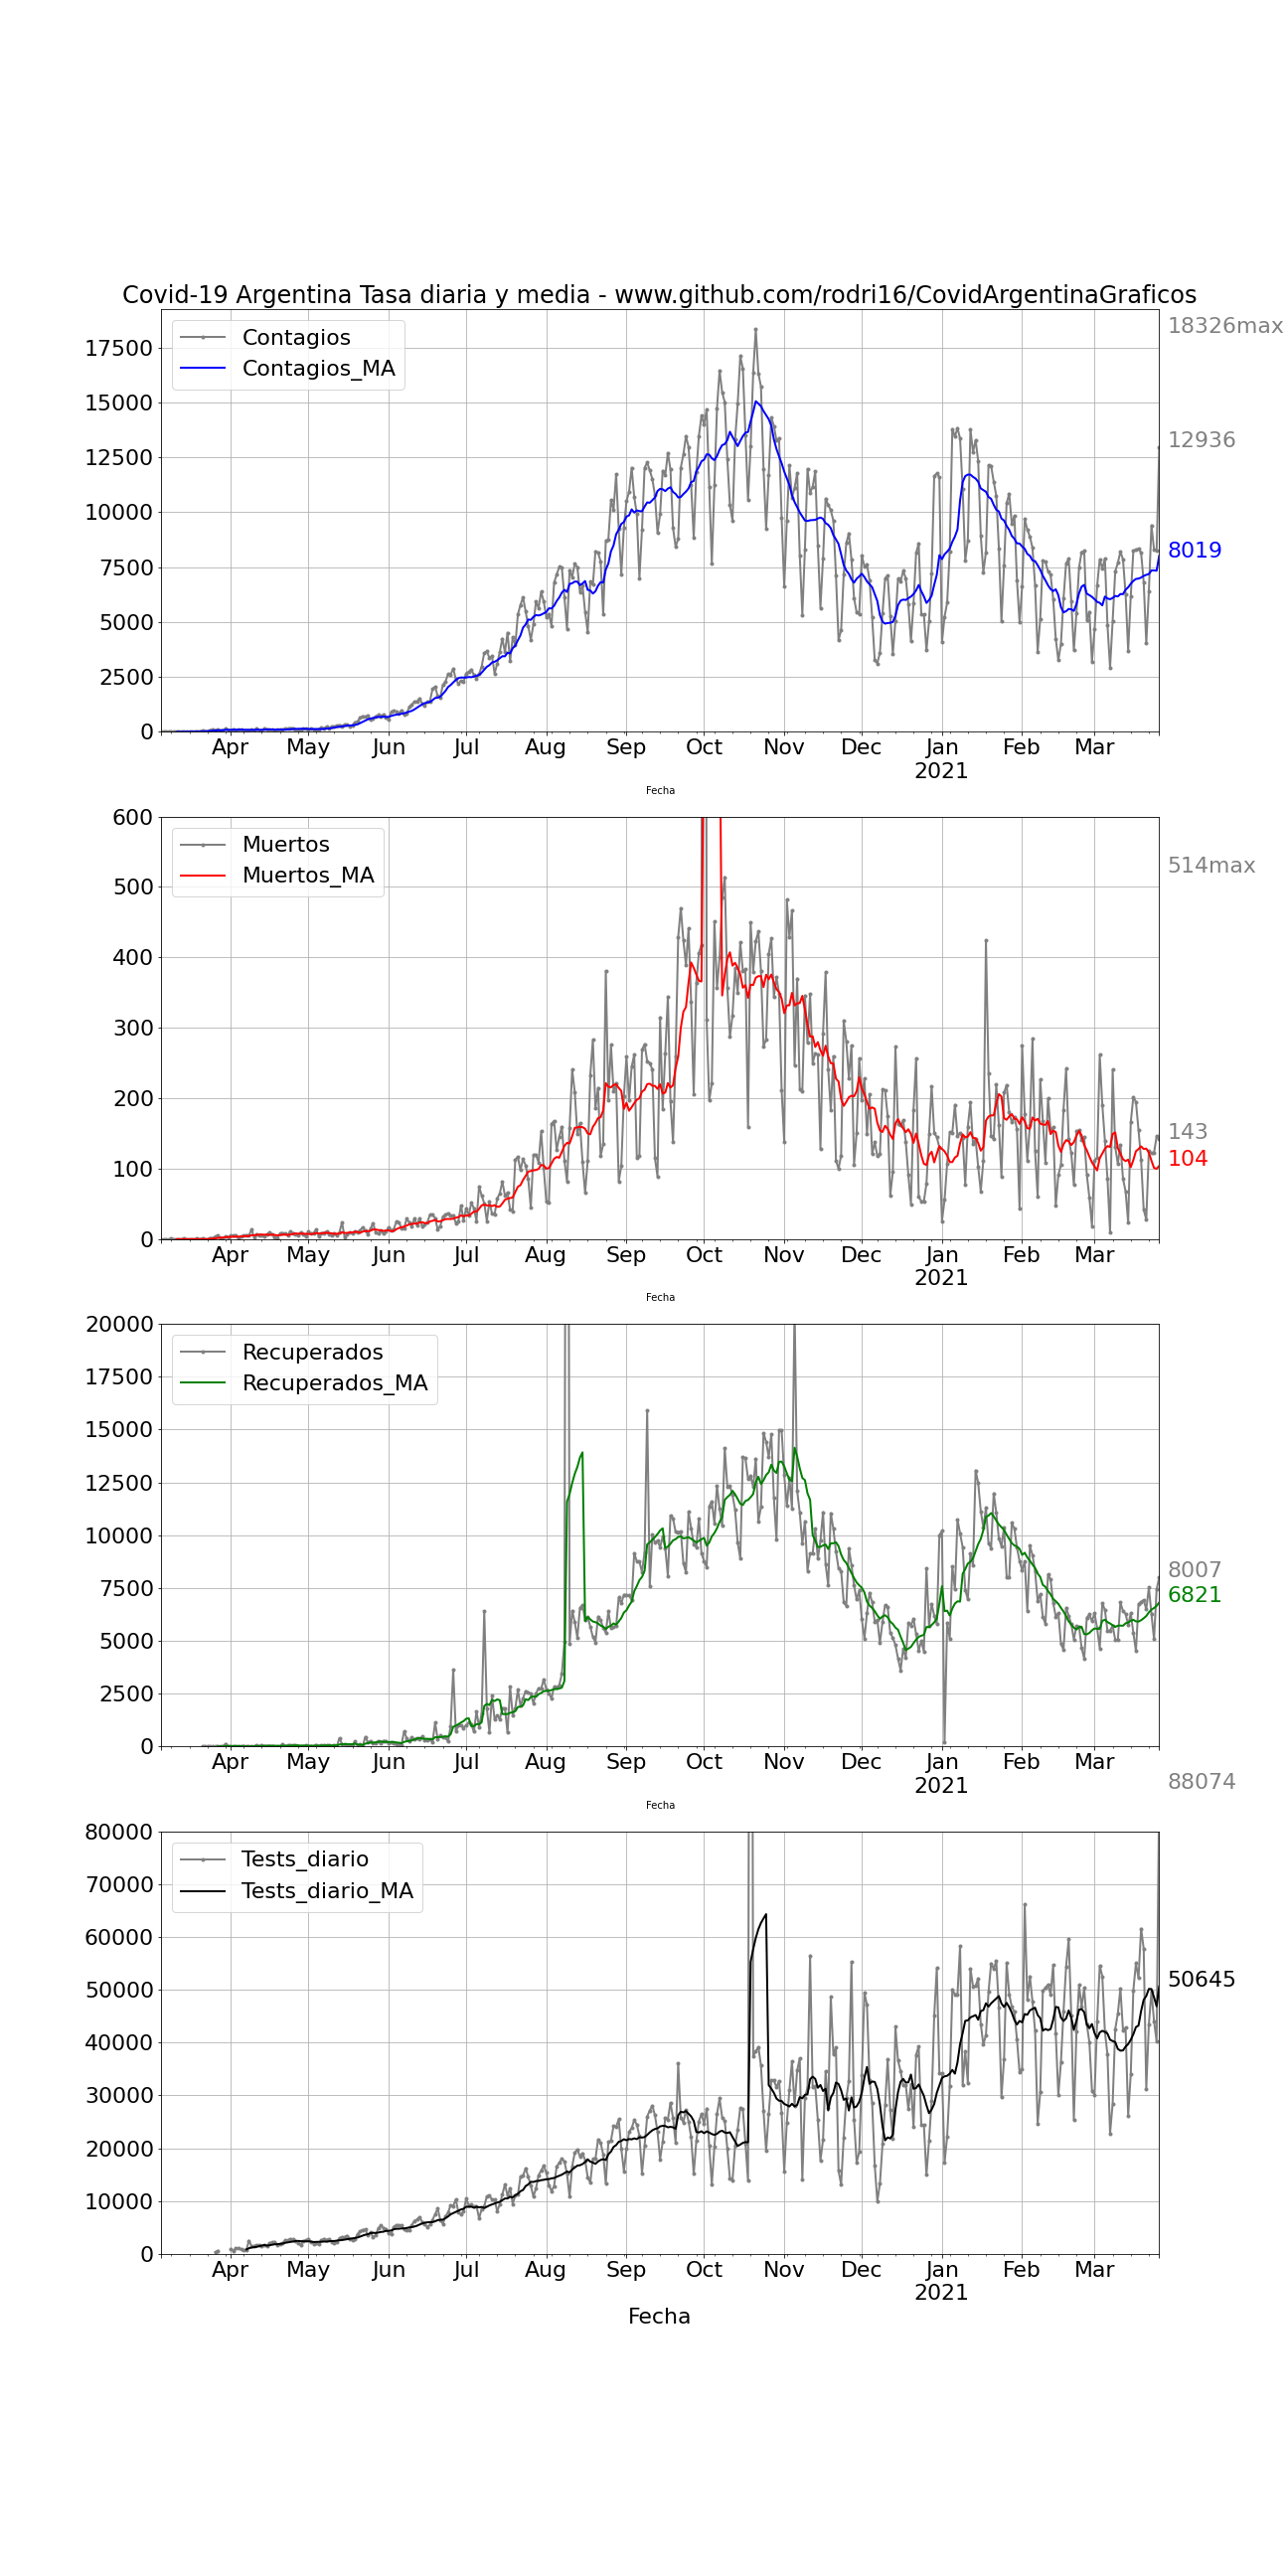 Covid-19 Argentina Tasa diaria y media - www.github.com/rodri16/CovidArgentinaGraficos
18326max
Contagios
Contagios_MA
17500
15000
12936
12500
10000
8019
7500
5000
2500
0
Apr May Jun Jul Aug Sep Oct Nov Dec Jan Feb Mar
2021
Fecha
600
Muertos
Muertos_MA
514max
500
400
300
200
143
104
100
0
Apr May Jun Jul Aug Sep Oct Nov Dec Jan Feb Mar
2021
Fecha
20000
Recuperados
Recuperados_MA
17500
15000
12500
10000
8007
7500
6821
5000
2500
0
Apr May Jun Jul Aug Sep Oct Nov Dec Jan Feb Mar
2021
88074
Fecha
80000
Tests_diario
Tests_diario_MA
70000
60000
50645
50000
40000
30000
20000
10000
0
Apr May Jun Jul Aug Sep Oct Nov Dec Jan Feb Mar
2021
Fecha